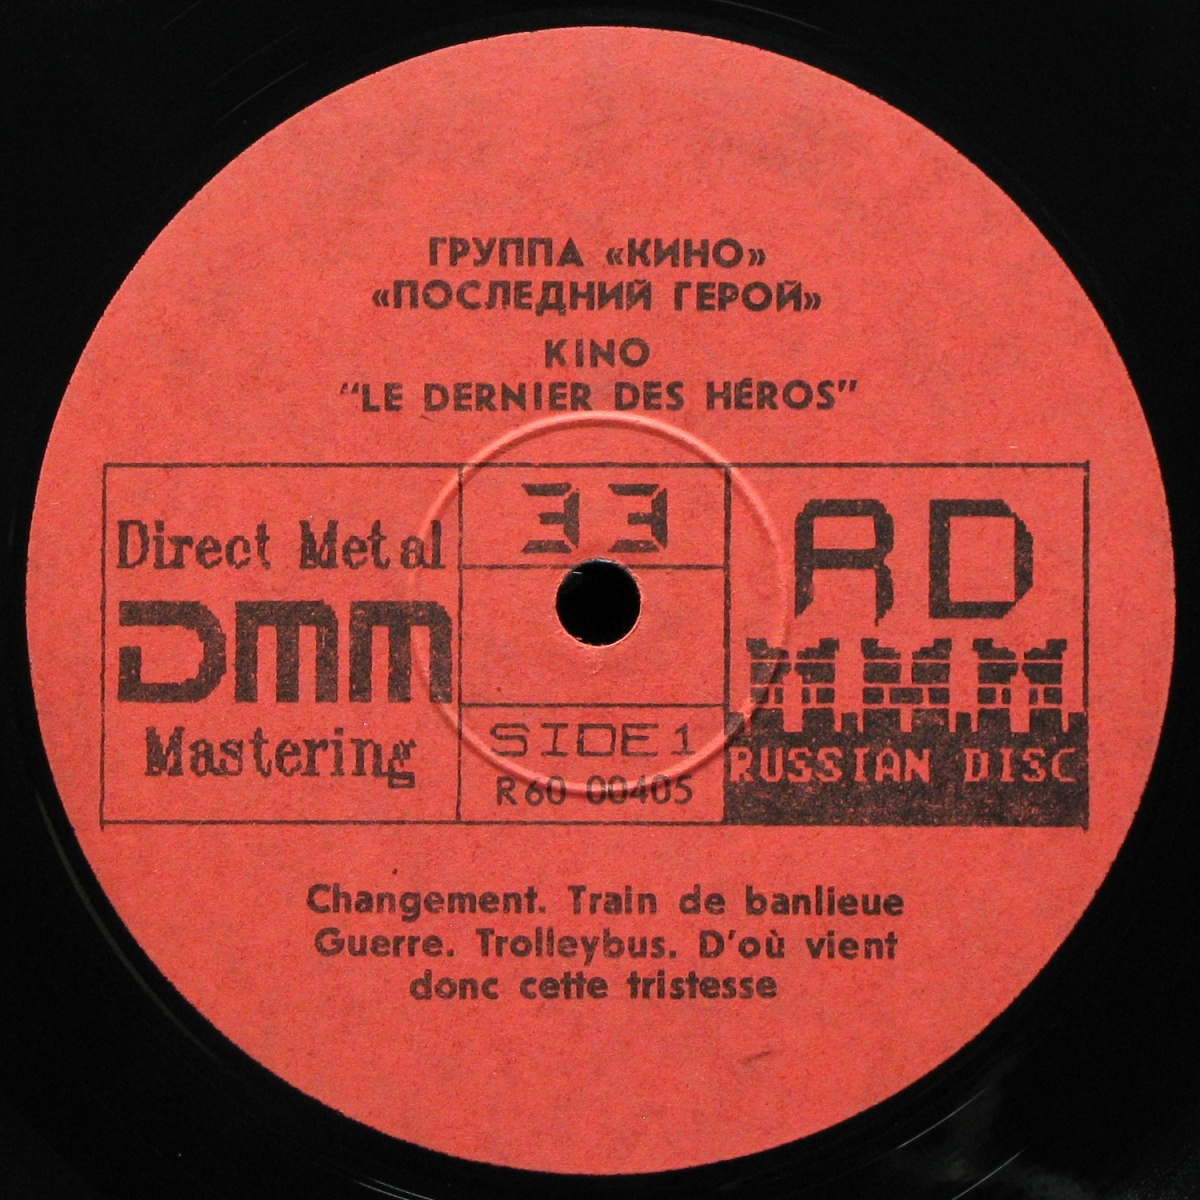 ГРУППА «КИНО»
«ПОСЛЕДНИЙ ГЕРОЙ»
KINO
“LE DERNIER DES HÉROS”
Direct Metal
DMM
Mastering
33
SIDE 1
R60 00405
RD
RUSSIAN DISC
Changement. Train de banlieue
Guerre. Trolleybus. D'où vient
donc cette tristesse